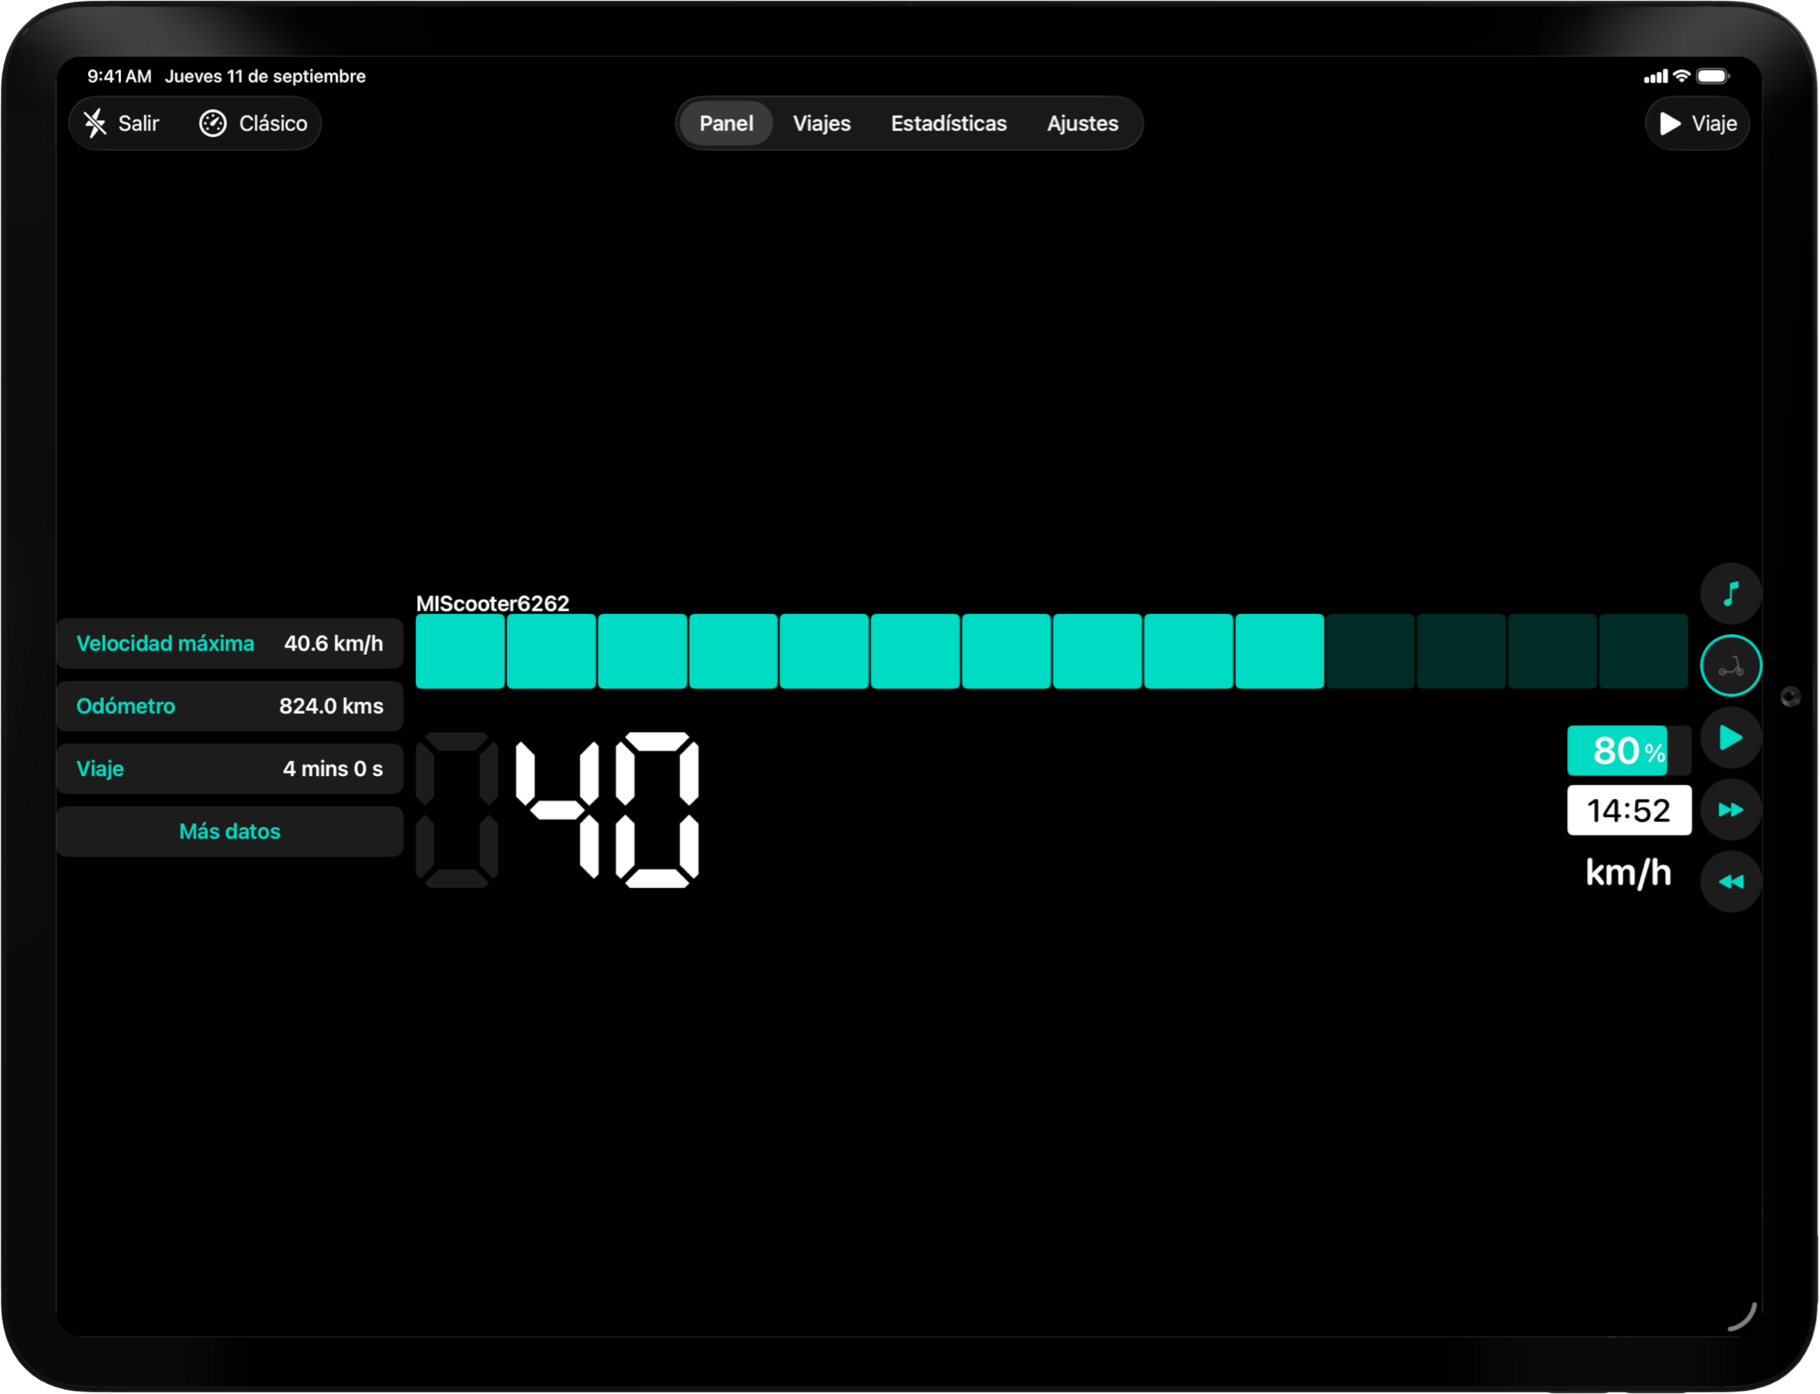 9:41 AM Jueves 11 de septiembre
Salir
Clásico
Panel
Viajes
Estadísticas
Ajustes
Viaje
MIScooter6262
Velocidad máxima 40.6 km/h
Odómetro 824.0 kms
Viaje 4 mins 0 s
Más datos
040
80%
14:52
km/h